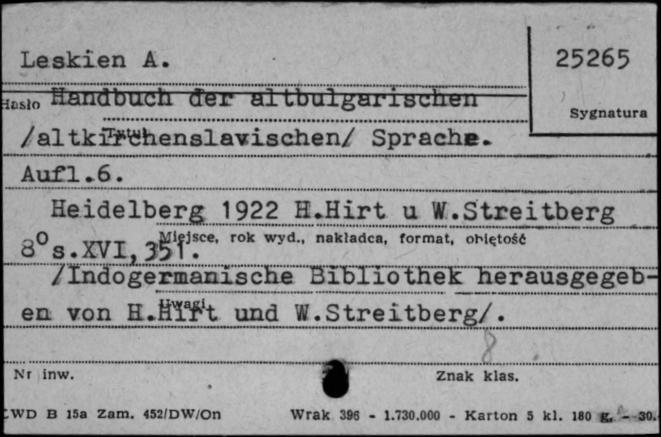 Leskien A.
25265
Hasło Handbuch der altbulgarischen
Sygnatura
Tytuł
/altkirchenslavischen/ Sprache.
Aufl.6.
Heidelberg 1922 H.Hirt u W.Streitberg
Miejsce, rok wyd., nakładca, format, objętość
8° s.XVI,351.
/Indogermanische Bibliothek herausgegeb-
Uwagi
en von H.Hirt und W.Streitberg/.
8
Nr inw.
Znak klas.
WD B 15a Zam. 452/DW/On
Wrak 396 - 1.730.000 - Karton 5 kl. 180 g. - 30.